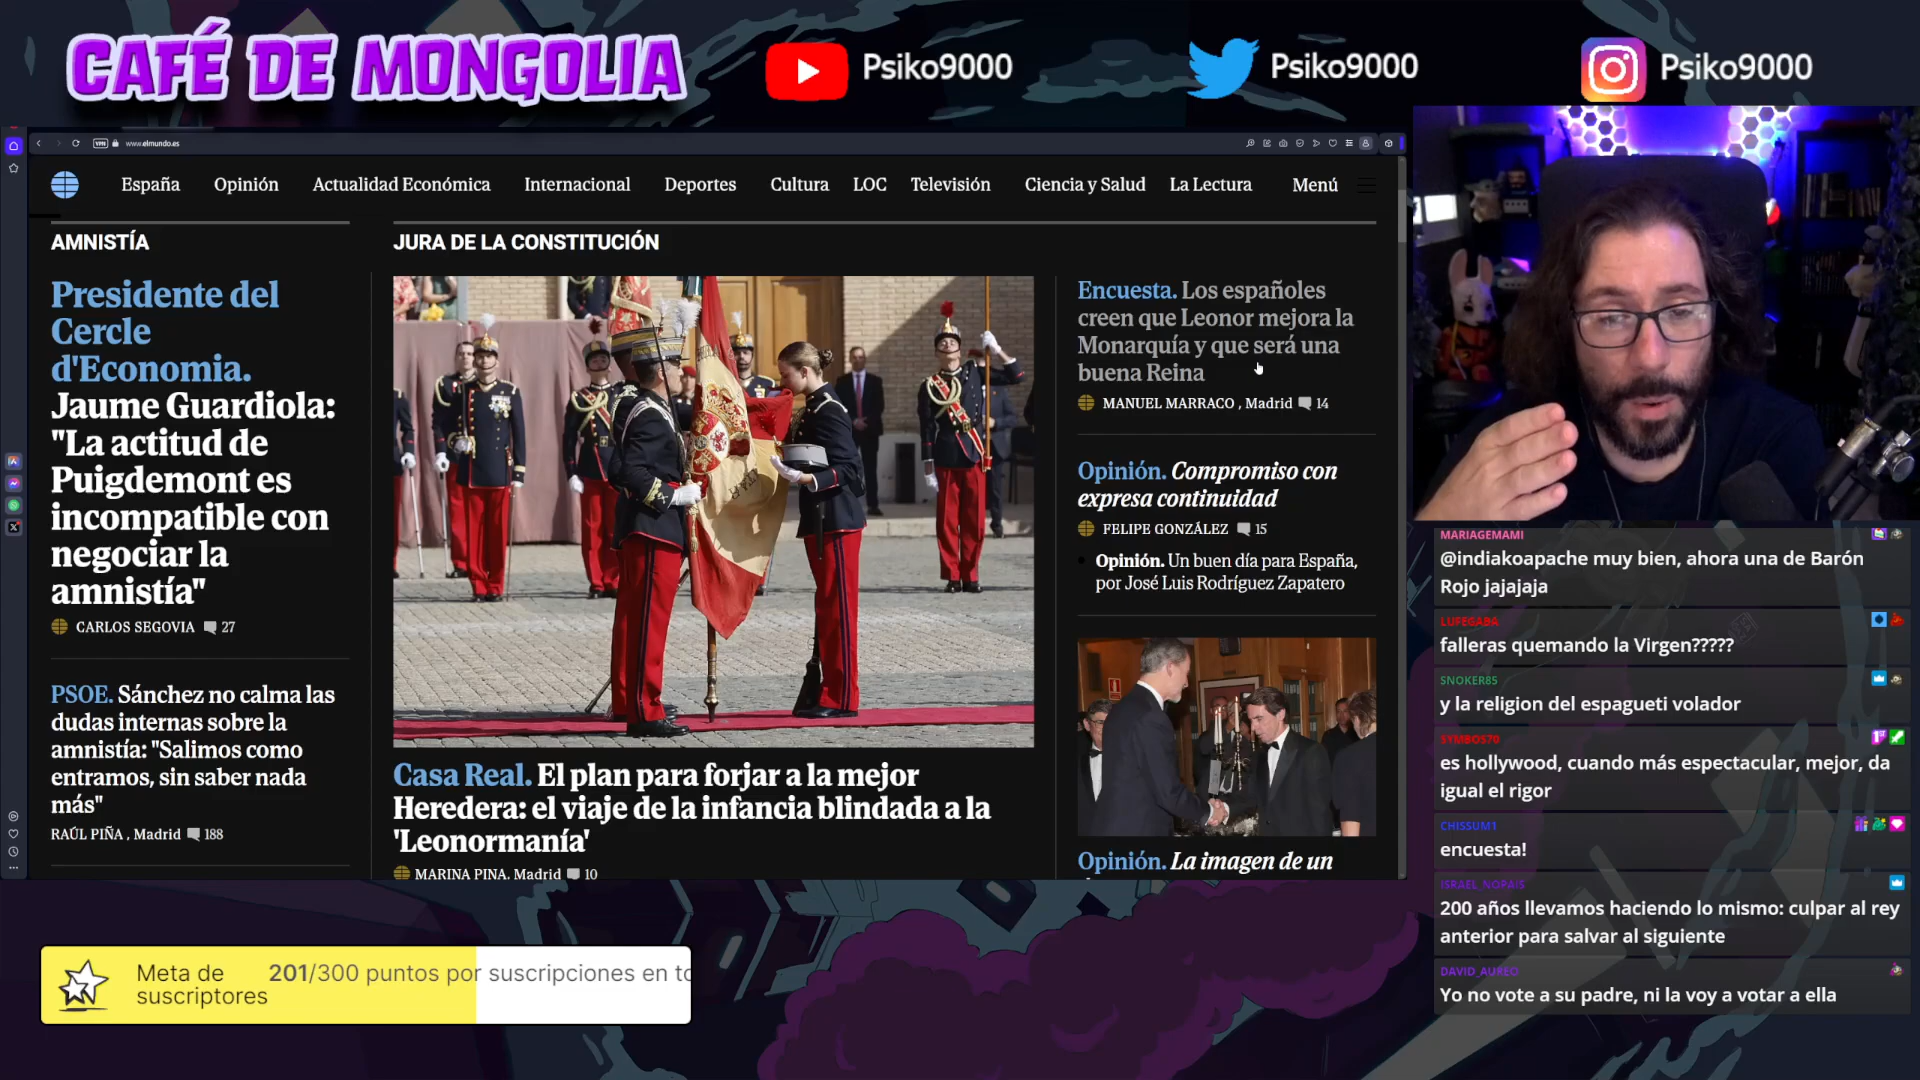 CAFÉ DE MONGOLIA
Psiko9000
Psiko9000
Psiko9000
VPN
www.elmundo.es
España
Opinión
Actualidad Económica
Internacional
Deportes
Cultura
LOC
Televisión
Ciencia y Salud
La Lectura
Menú
AMNISTÍA
Presidente del
Cercle
d'Economia.
Jaume Guardiola:
"La actitud de
Puigdemont es
incompatible con
negociar la
amnistía"
CARLOS SEGOVIA 27
PSOE. Sánchez no calma las
dudas internas sobre la
amnistía: "Salimos como
entramos, sin saber nada
más"
RAÚL PIÑA , Madrid 188
JURA DE LA CONSTITUCIÓN
Casa Real. El plan para forjar a la mejor
Heredera: el viaje de la infancia blindada a la
'Leonormanía'
MARINA PINA. Madrid 10
Encuesta. Los españoles
creen que Leonor mejora la
Monarquía y que será una
buena Reina
MANUEL MARRACO , Madrid 14
Opinión. Compromiso con
expresa continuidad
FELIPE GONZÁLEZ 15
Opinión. Un buen día para España,
por José Luis Rodríguez Zapatero
Opinión. La imagen de un
MARIAGEMAMI
@indiakoapache muy bien, ahora una de Barón
Rojo jajajaja
LUFEGABA
falleras quemando la Virgen?????
SNOKER85
y la religion del espagueti volador
SYMBOS70
es hollywood, cuando más espectacular, mejor, da
igual el rigor
CHISSUM1
encuesta!
ISRAEL_NOPAIS
200 años llevamos haciendo lo mismo: culpar al rey
anterior para salvar al siguiente
DAVID_AUREO
Yo no vote a su padre, ni la voy a votar a ella
Meta de
suscriptores
201/300 puntos por suscripciones en to